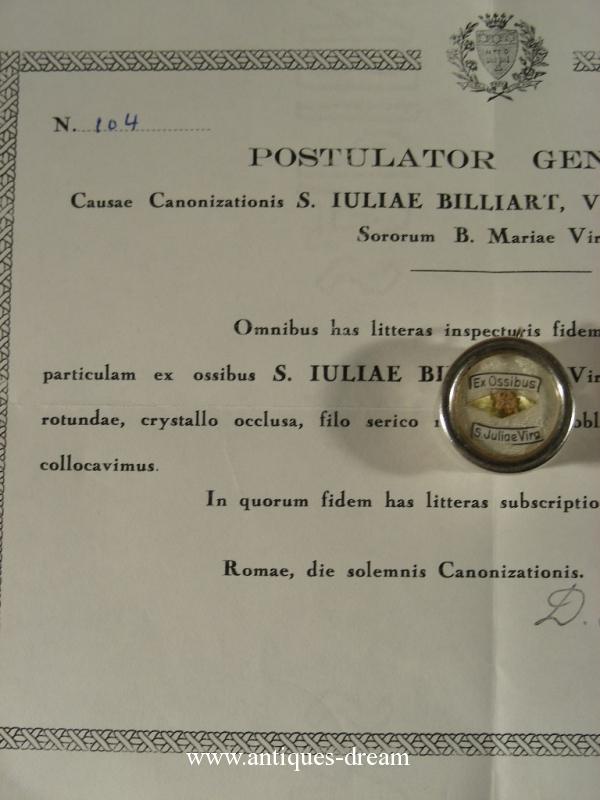 N. 104
POSTULATOR GEN
Causae Canonizationis S. IULIAE BILLIART, V
Sororum B. Mariae Vir
Omnibus has litteras inspecturis fidem
particulam ex ossibus S. IULIAE BI Vir
rotundae, crystallo occlusa, filo serico obl
collocavimus.
Ex Ossibus
S. Juliae Virg
In quorum fidem has litteras subscriptio
Romae, die solemnis Canonizationis.
D.
www.antiques-dream